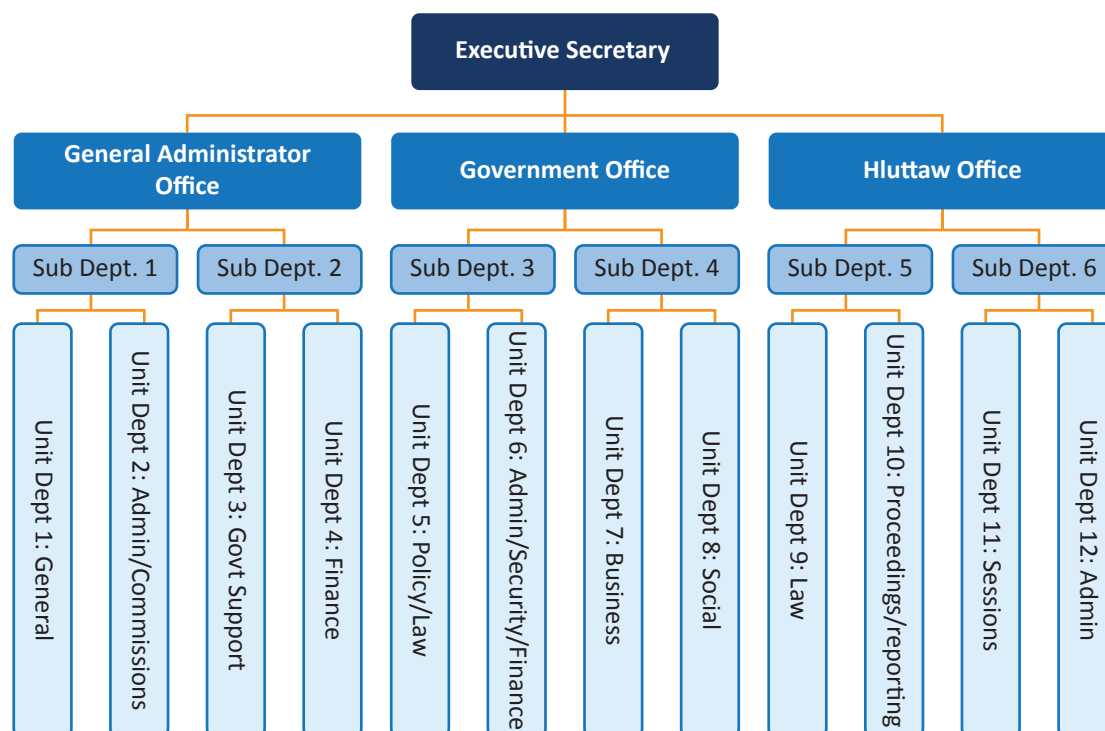 Executive Secretary
General Administrator
Office
Government Office
Hluttaw Office
Sub Dept. 1
Sub Dept. 2
Sub Dept. 3
Sub Dept. 4
Sub Dept. 5
Sub Dept. 6
Unit Dept 1: General
Unit Dept 2: Admin/Commissions
Unit Dept 3: Govt Support
Unit Dept 4: Finance
Unit Dept 5: Policy/Law
Unit Dept 6: Admin/Security/Finance
Unit Dept 7: Business
Unit Dept 8: Social
Unit Dept 9: Law
Unit Dept 10: Proceedings/reporting
Unit Dept 11: Sessions
Unit Dept 12: Admin